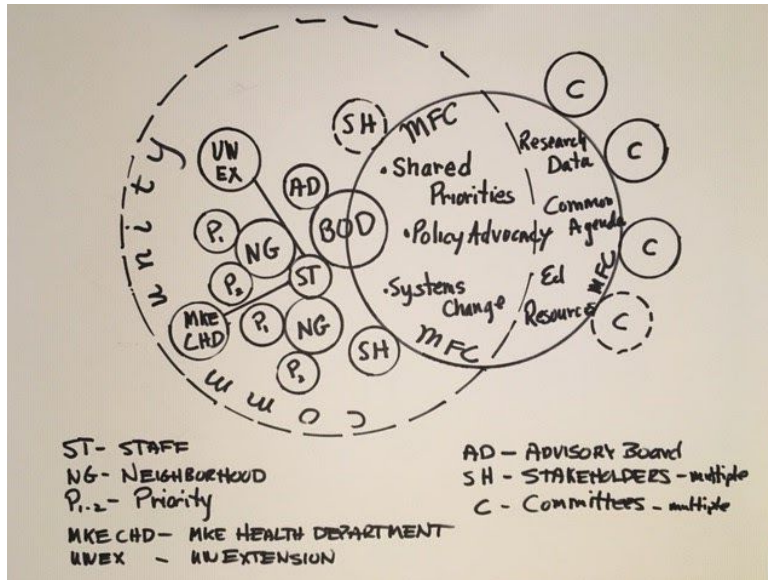 community
SH
MFC
UW
EX
AD
BOD
P1
NG
P2
ST
MKE
CHD
P1
NG
P2
SH
• Shared
Priorities
• Policy Advocacy
• Systems
Change
MFC
Research
Data
Common
Agenda
MFC
Ed
Resources
C
C
C
C
ST- STAFF
NG- NEIGHBORHOOD
P1-2- Priority
MKE CHD- MKE HEALTH DEPARTMENT
UWEX - UW EXTENSION
AD - ADVISORY Board
SH - STAKEHOLDERS - multiple
C - Committees - multiple